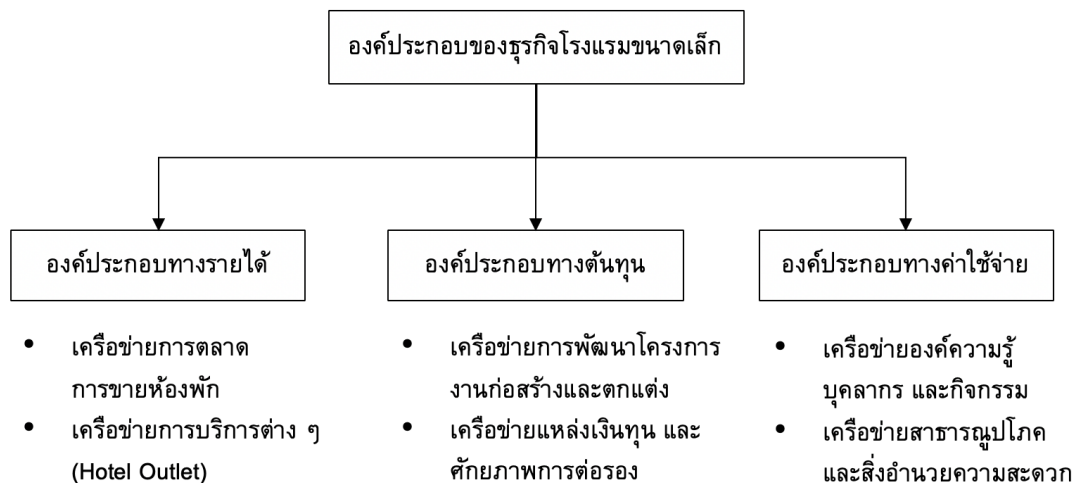 องค์ประกอบของธุรกิจโรงแรมขนาดเล็ก
องค์ประกอบทางรายได้
• เครือข่ายการตลาด
การขายห้องพัก
• เครือข่ายการบริการต่าง ๆ
(Hotel Outlet)
องค์ประกอบทางต้นทุน
• เครือข่ายการพัฒนาโครงการ
งานก่อสร้างและตกแต่ง
• เครือข่ายแหล่งเงินทุน และ
ศักยภาพการต่อรอง
องค์ประกอบทางค่าใช้จ่าย
• เครือข่ายองค์ความรู้
บุคลากร และกิจกรรม
• เครือข่ายสาธารณูปโภค
และสิ่งอำนวยความสะดวก